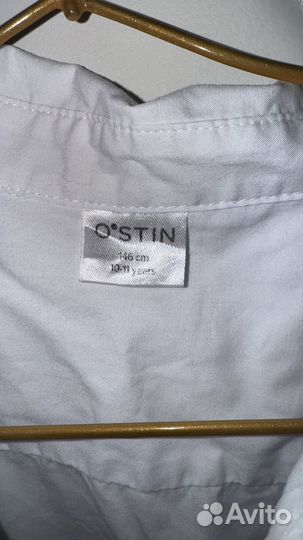 O'STIN
146 cm
10-11 years
Avito